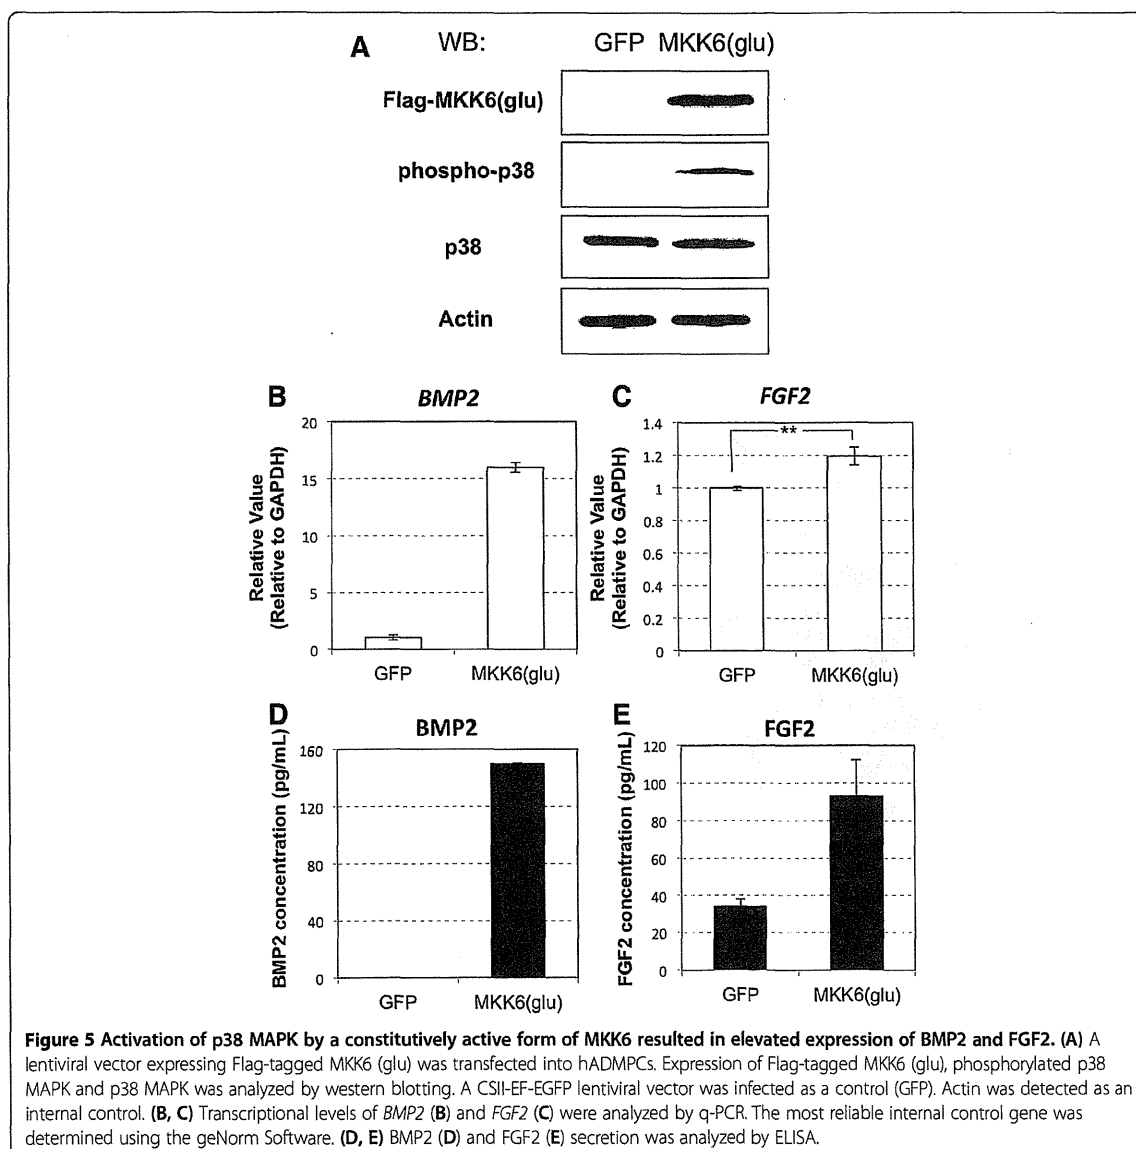 A WB: GFP MKK6(glu)
Flag-MKK6(glu)
phospho-p38
p38
Actin
B BMP2
Relative Value
(Relative to GAPDH)
20
15
10
5
0
GFP MKK6(glu)
C FGF2
Relative Value
(Relative to GAPDH)
1.4
1.2
1
0.8
0.6
0.4
0.2
0
**
GFP MKK6(glu)
D BMP2
BMP2 concentration (pg/mL)
160
120
80
40
0
GFP MKK6(glu)
E FGF2
FGF2 concentration (pg/mL)
120
100
80
60
40
20
0
GFP MKK6(glu)
Figure 5 Activation of p38 MAPK by a constitutively active form of MKK6 resulted in elevated expression of BMP2 and FGF2. (A) A
lentiviral vector expressing Flag-tagged MKK6 (glu) was transfected into hADMPCs. Expression of Flag-tagged MKK6 (glu), phosphorylated p38
MAPK and p38 MAPK was analyzed by western blotting. A CSII-EF-EGFP lentiviral vector was infected as a control (GFP). Actin was detected as an
internal control. (B, C) Transcriptional levels of BMP2 (B) and FGF2 (C) were analyzed by q-PCR. The most reliable internal control gene was
determined using the geNorm Software. (D, E) BMP2 (D) and FGF2 (E) secretion was analyzed by ELISA.